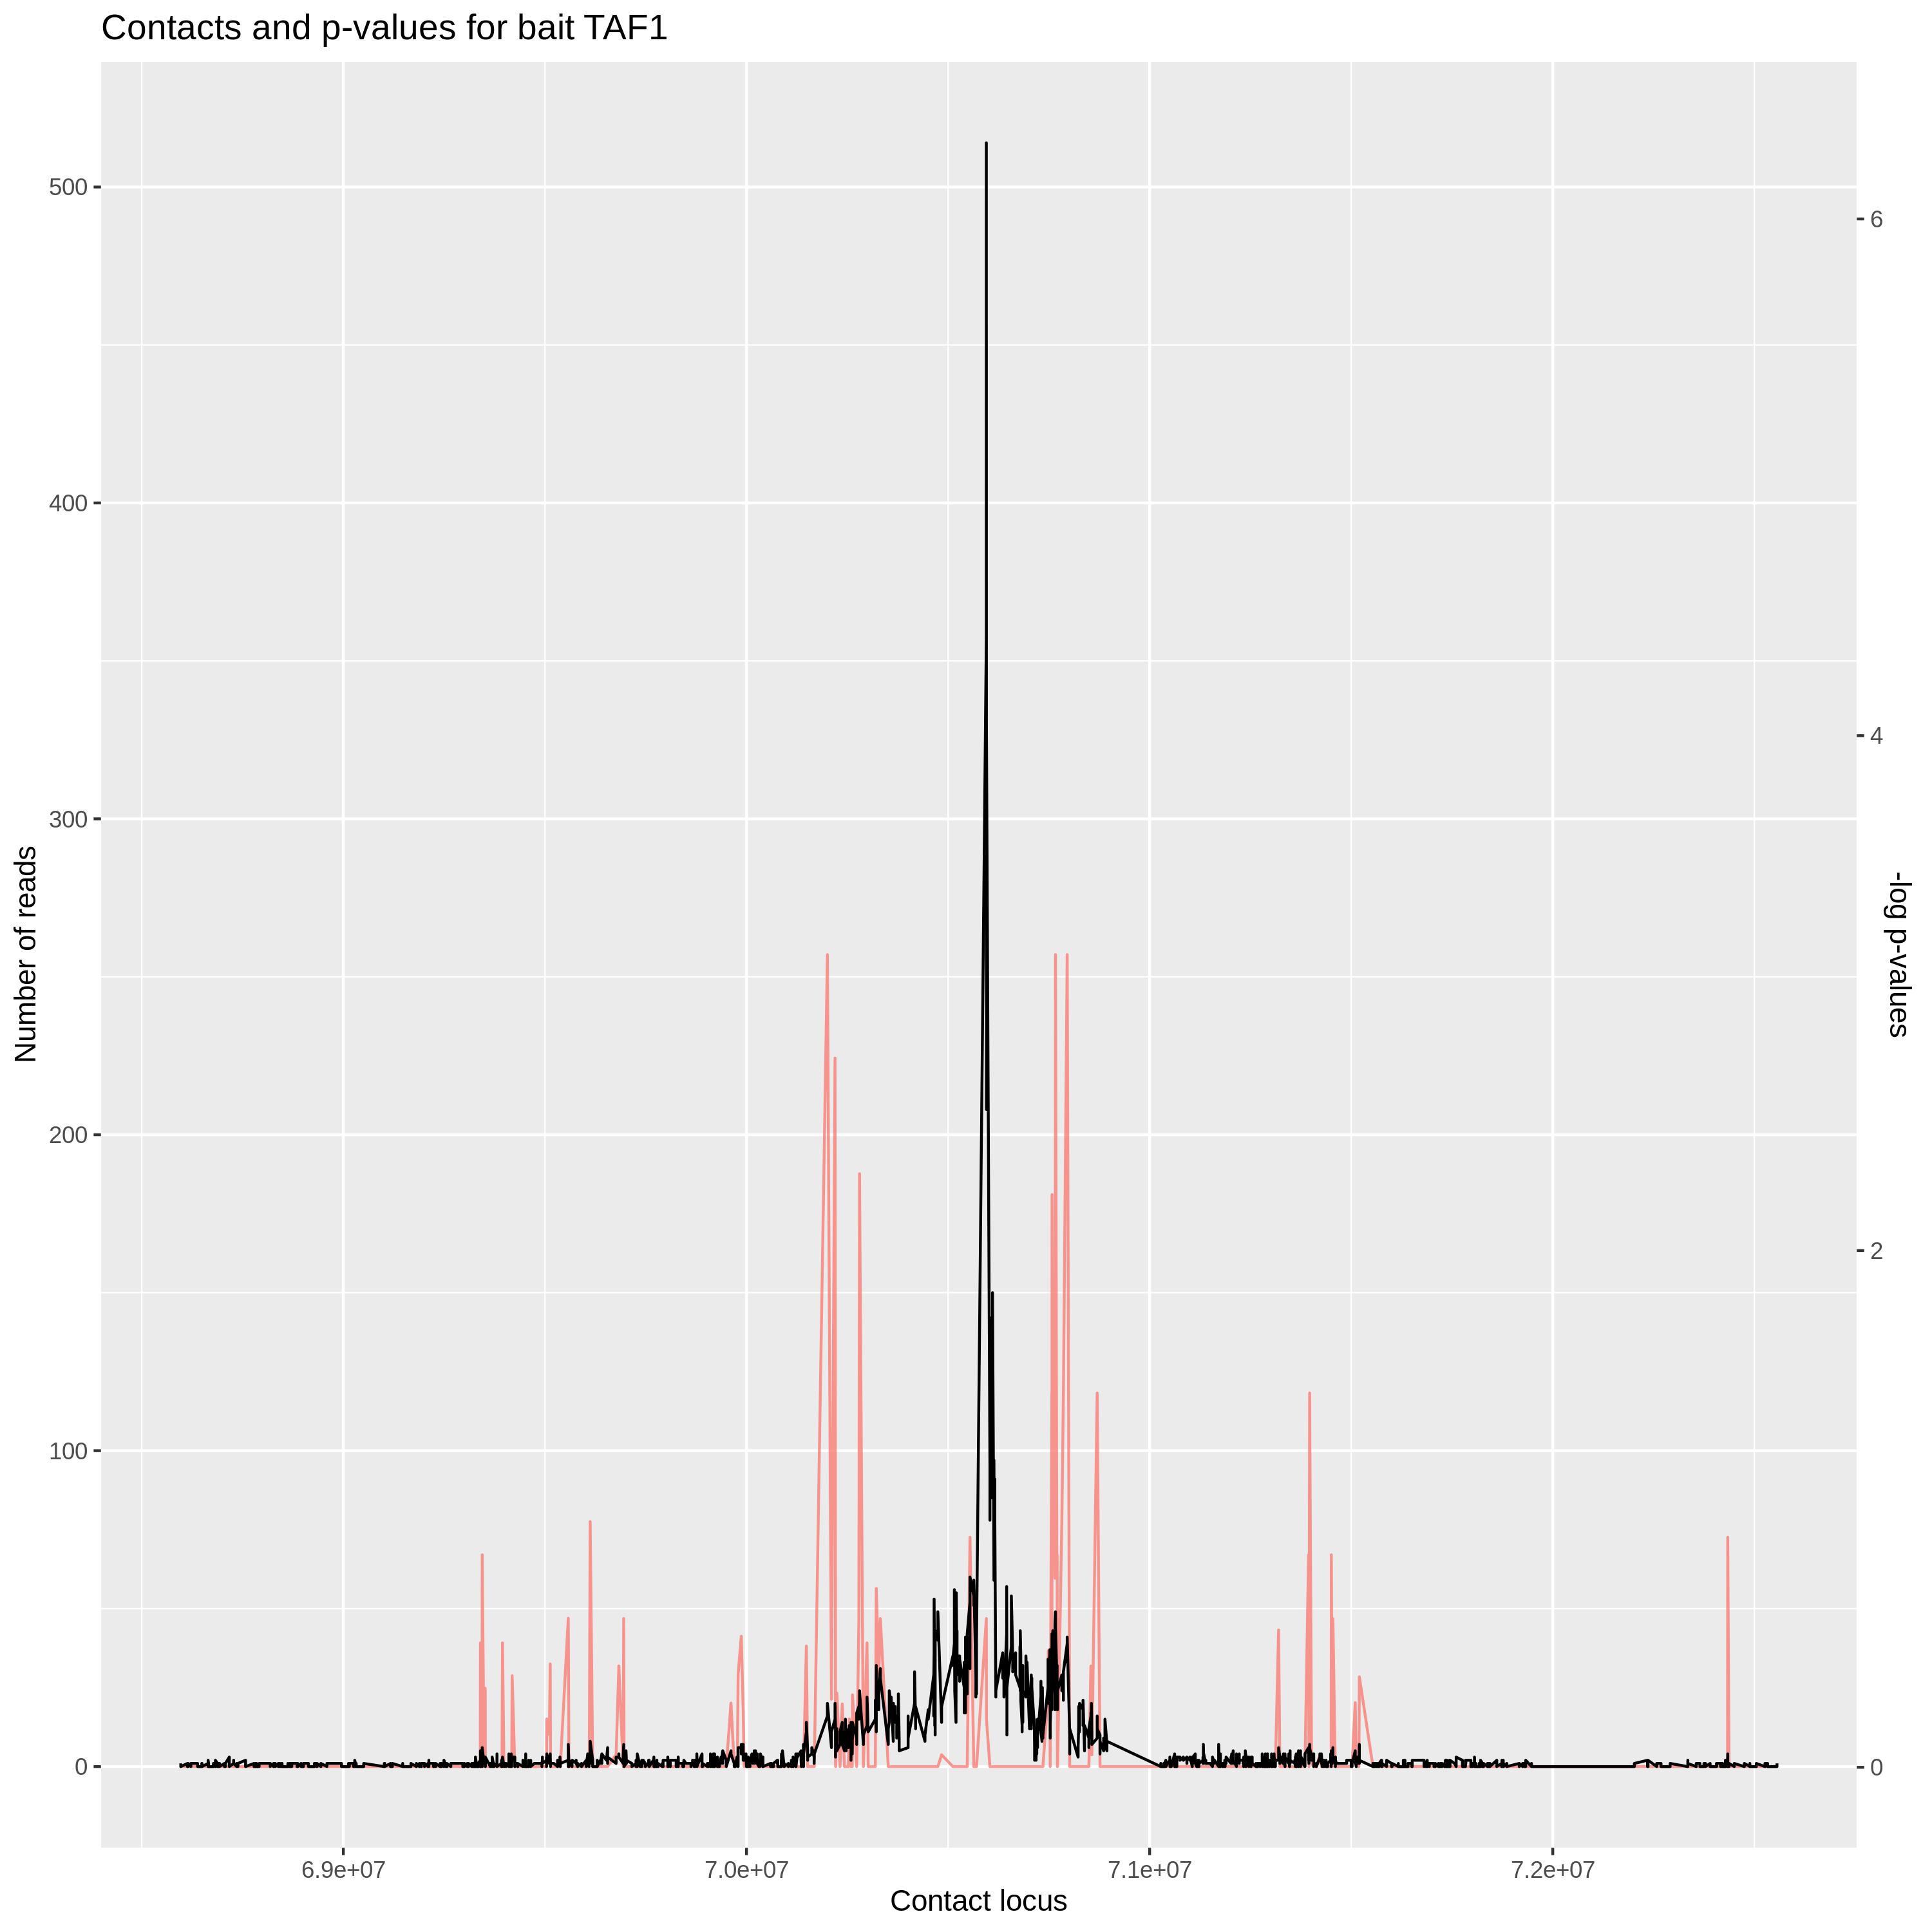 Contacts and p-values for bait TAF1
500
400
300
200
100
0
Number of reads
6
4
2
0
-log p-values
6.9e+07
7.0e+07
7.1e+07
7.2e+07
Contact locus